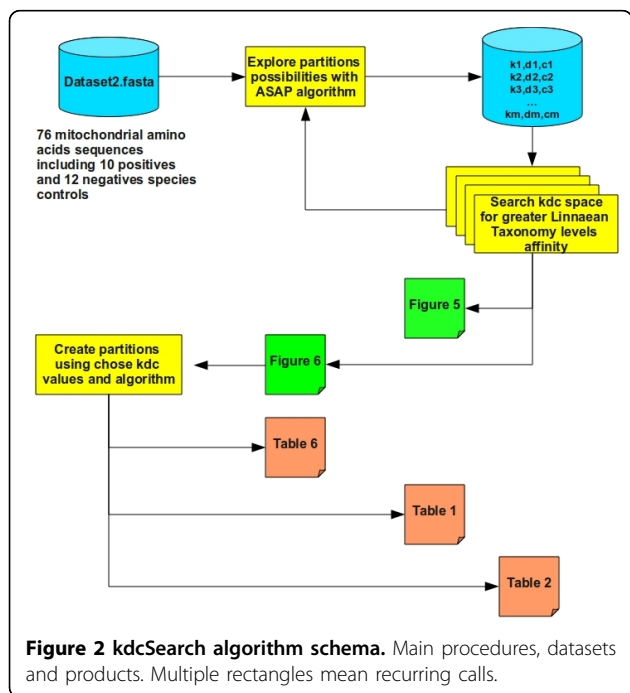 Dataset2.fasta
Explore partitions
possibilities with
ASAP algorithm
k1,d1,c1
k2,d2,c2
k3,d3,c3
...
km,dm,cm
76 mitochondrial amino
acids sequences
including 10 positives
and 12 negatives species
controls
Search kdc space
for greater Linnaean
Taxonomy levels
affinity
Figure 5
Create partitions
using chose kdc
values and algorithm
Figure 6
Table 6
Table 1
Table 2
Figure 2 kdcSearch algorithm schema. Main procedures, datasets
and products. Multiple rectangles mean recurring calls.